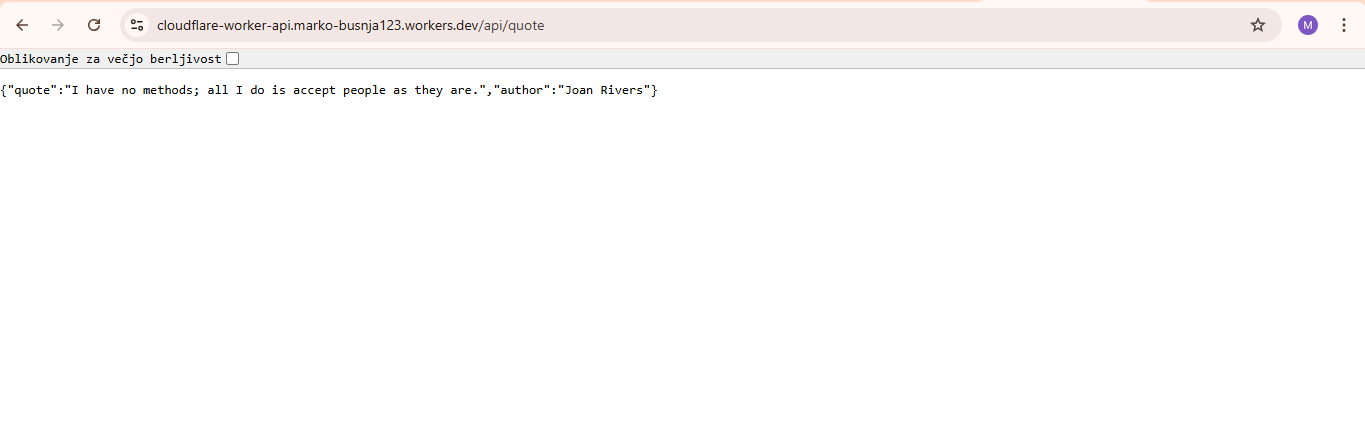 cloudflare-worker-api.marko-busnja123.workers.dev/api/quote
M
Oblikovanje za večjo berljivost
{"quote":"I have no methods; all I do is accept people as they are.","author":"Joan Rivers"}